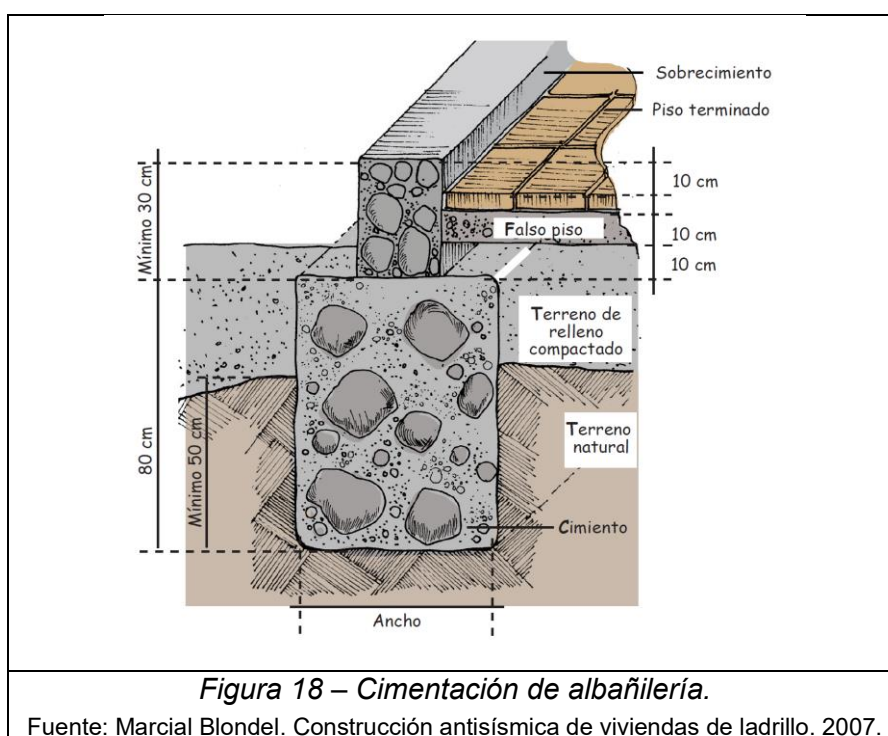 Sobrecimiento
Piso terminado
Mínimo 30 cm
10 cm
Falso piso
10 cm
10 cm
Terreno de
relleno
compactado
80 cm
Mínimo 50 cm
Terreno
natural
Cimiento
Ancho
Figura 18 – Cimentación de albañilería.
Fuente: Marcial Blondel. Construcción antisísmica de viviendas de ladrillo. 2007.